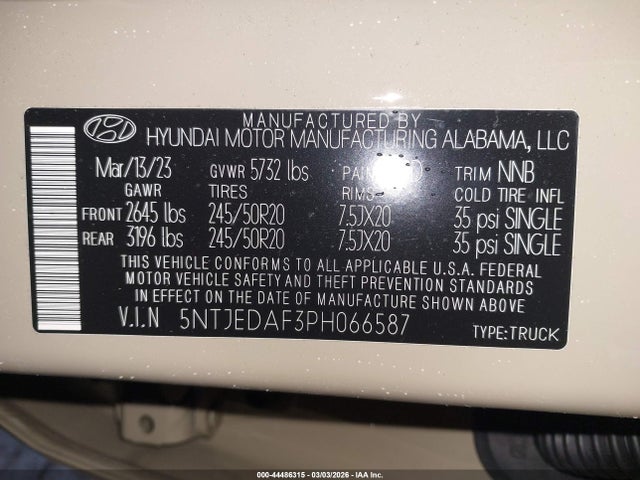 MANUFACTURED BY
HYUNDAI MOTOR MANUFACTURING ALABAMA, LLC
Mar/13/23 GVWR 5732 lbs TRIM NNB
GAWR TIRES RIMS COLD TIRE INFL
FRONT 2645 lbs 245/50R20 7.5JX20 35 psi SINGLE
REAR 3196 lbs 245/50R20 7.5JX20 35 psi SINGLE
THIS VEHICLE CONFORMS TO ALL APPLICABLE U.S.A. FEDERAL
MOTOR VEHICLE SAFETY AND THEFT PREVENTION STANDARDS
IN EFFECT ON THE DATE OF MANUFACTURE SHOWN ABOVE
V.I.N 5NTJEDAF3PH066587 TYPE:TRUCK
000-44486315 - 03/03/2026 - IAA Inc.